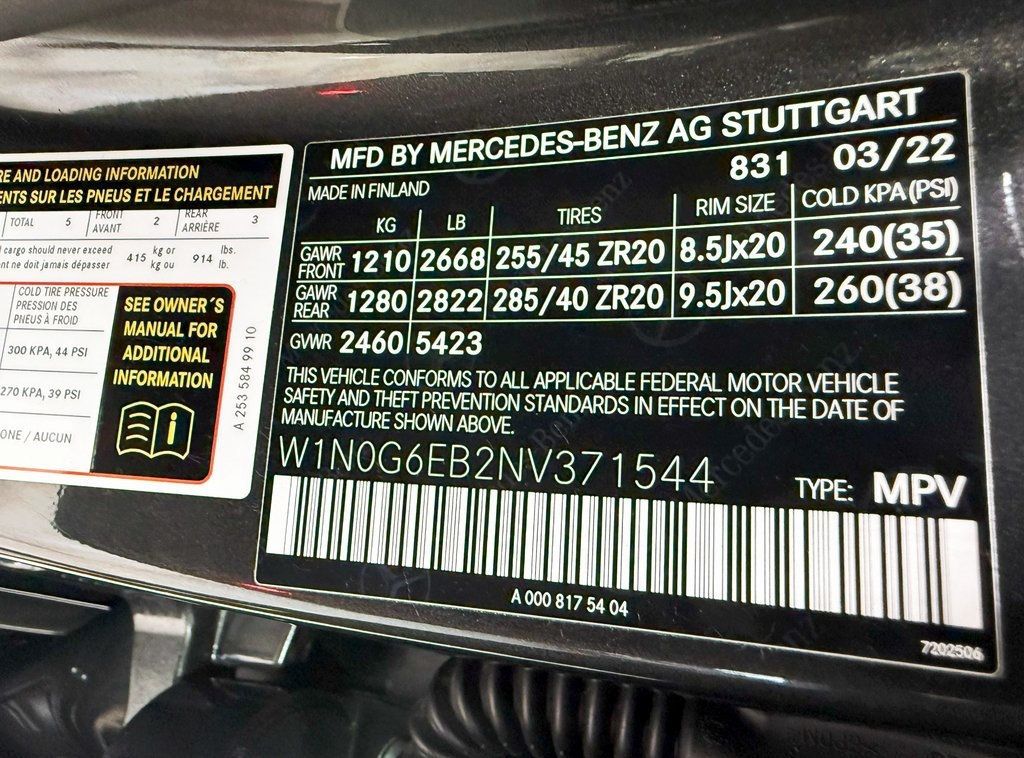 RE AND LOADING INFORMATION
ENTS SUR LES PNEUS ET LE CHARGEMENT
TOTAL 5 FRONT AVANT 2 REAR ARRIÈRE 3
cargo should never exceed
ne doit jamais dépasser
415 kg or kg ou 914 lbs. lb.
COLD TIRE PRESSURE
PRESSION DES
PNEUS À FROID
300 KPA, 44 PSI
270 KPA, 39 PSI
ONE / AUCUN
SEE OWNER´S
MANUAL FOR
ADDITIONAL
INFORMATION
A 253 584 99 10
MFD BY MERCEDES-BENZ AG STUTTGART
831 03/22
MADE IN FINLAND
KG LB TIRES RIM SIZE COLD KPA(PSI)
GAWR FRONT 1210 2668 255/45 ZR20 8.5Jx20 240(35)
GAWR REAR 1280 2822 285/40 ZR20 9.5Jx20 260(38)
GVWR 2460 5423
THIS VEHICLE CONFORMS TO ALL APPLICABLE FEDERAL MOTOR VEHICLE
SAFETY AND THEFT PREVENTION STANDARDS IN EFFECT ON THE DATE OF
MANUFACTURE SHOWN ABOVE.
W1N0G6EB2NV371544
TYPE: MPV
A 000 817 54 04
7202506